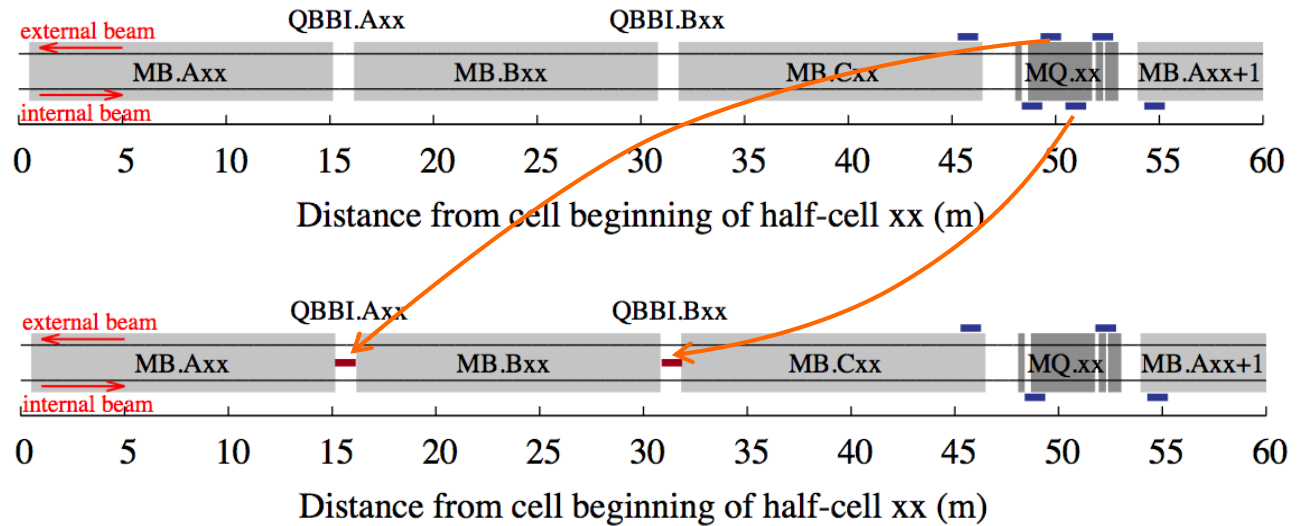 QBBI.Axx QBBI.Bxx
external beam
MB.Axx MB.Bxx MB.Cxx MQ.xx MB.Axx+1
internal beam
0 5 10 15 20 25 30 35 40 45 50 55 60
Distance from cell beginning of half-cell xx (m)
QBBI.Axx QBBI.Bxx
external beam
MB.Axx MB.Bxx MB.Cxx MQ.xx MB.Axx+1
internal beam
0 5 10 15 20 25 30 35 40 45 50 55 60
Distance from cell beginning of half-cell xx (m)